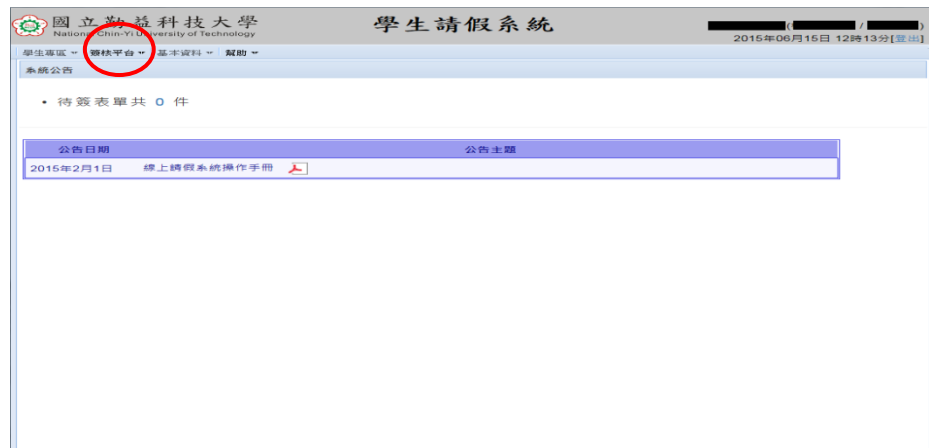 國立勤益科技大學
National Chin-Yi University of Technology
學生請假系統
( / )
2015年06月15日 12時13分[登出]
學生專區 簽核平台 基本資料 幫助
系統公告
• 待簽表單共 0 件
公告日期 公告主題
2015年2月1日 線上請假系統操作手冊